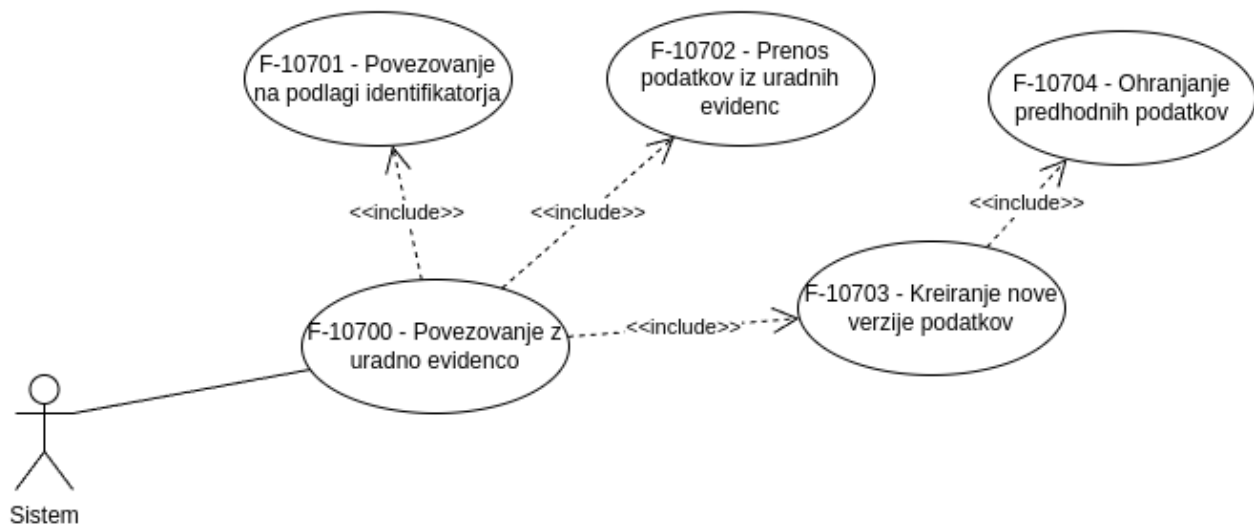 F-10701 - Povezovanje
na podlagi identifikatorja
F-10702 - Prenos
podatkov iz uradnih
evidenc
F-10704 - Ohranjanje
predhodnih podatkov
<<include>>
<<include>>
<<include>>
F-10703 - Kreiranje nove
verzije podatkov
F-10700 - Povezovanje z
uradno evidenco
<<include>>
Sistem